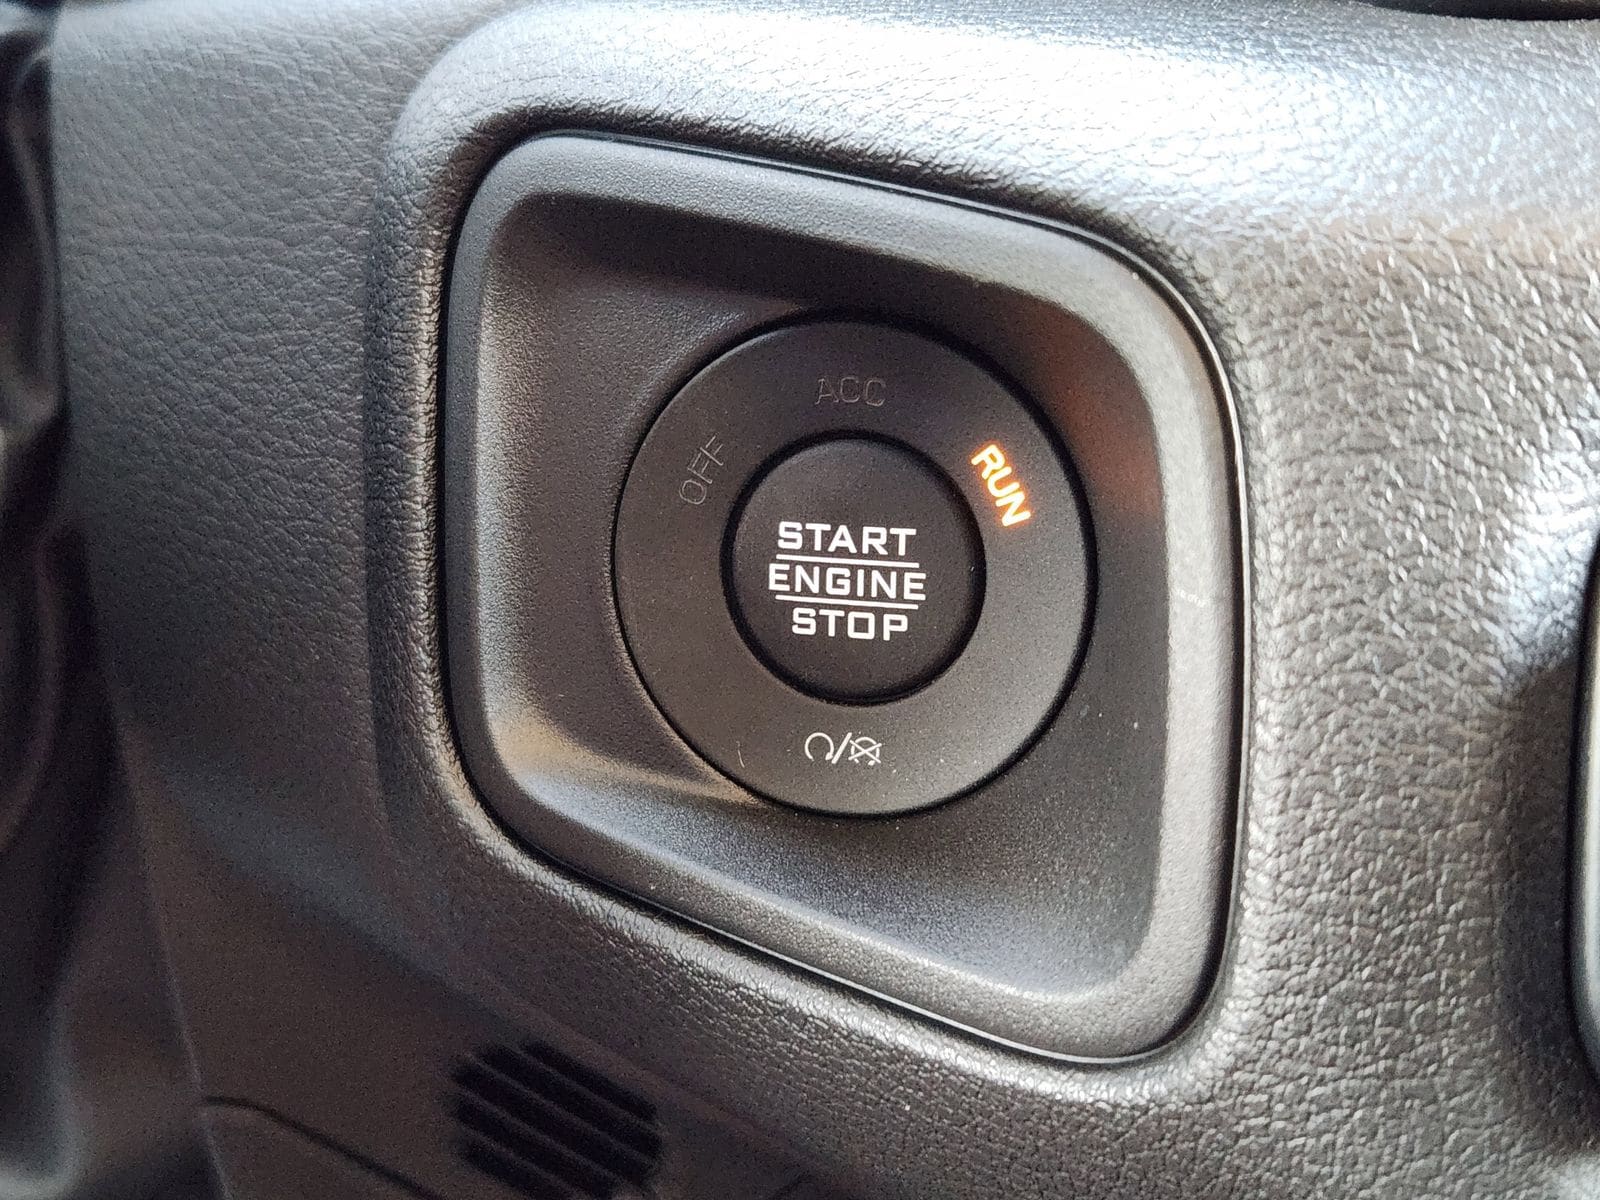 ACC
OFF
RUN
START
ENGINE
STOP